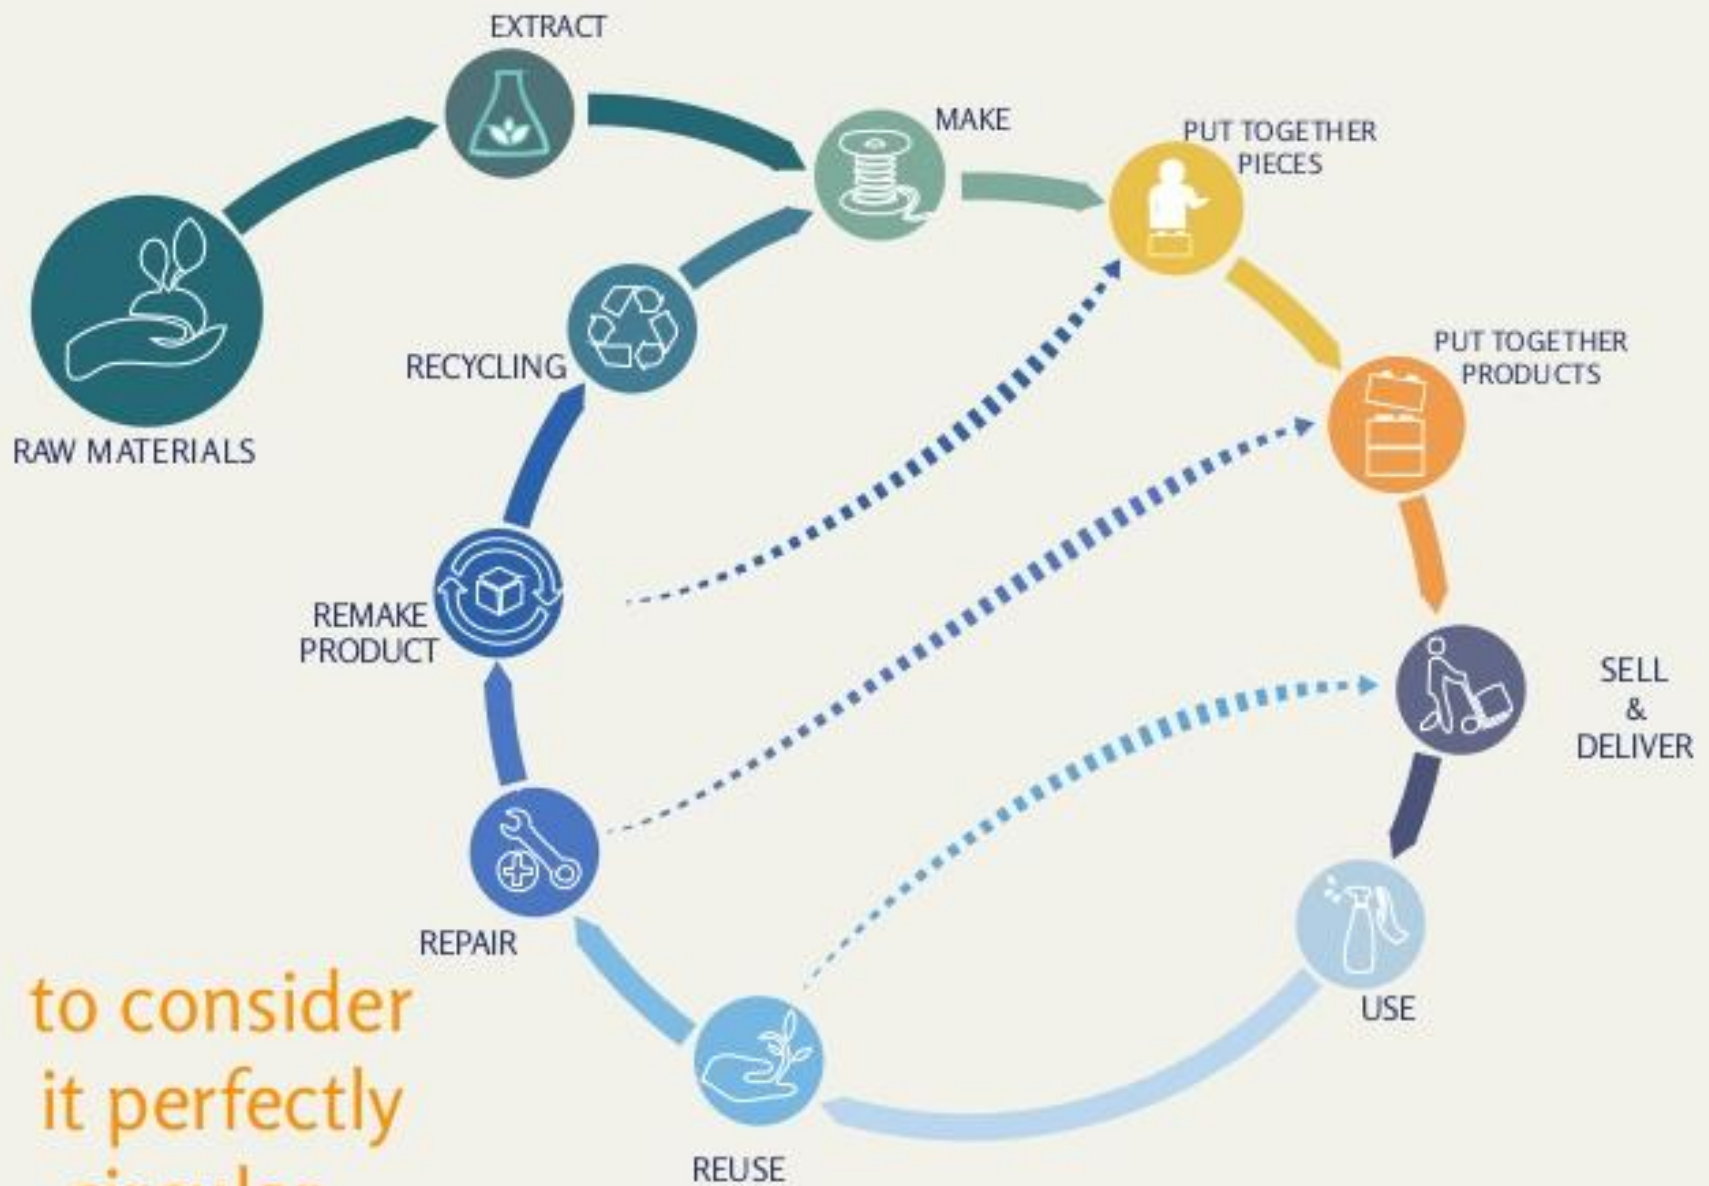 EXTRACT
MAKE
PUT TOGETHER
PIECES
RECYCLING
PUT TOGETHER
PRODUCTS
RAW MATERIALS
REMAKE
PRODUCT
SELL
&
DELIVER
REPAIR
USE
REUSE
to consider
it perfectly
circular